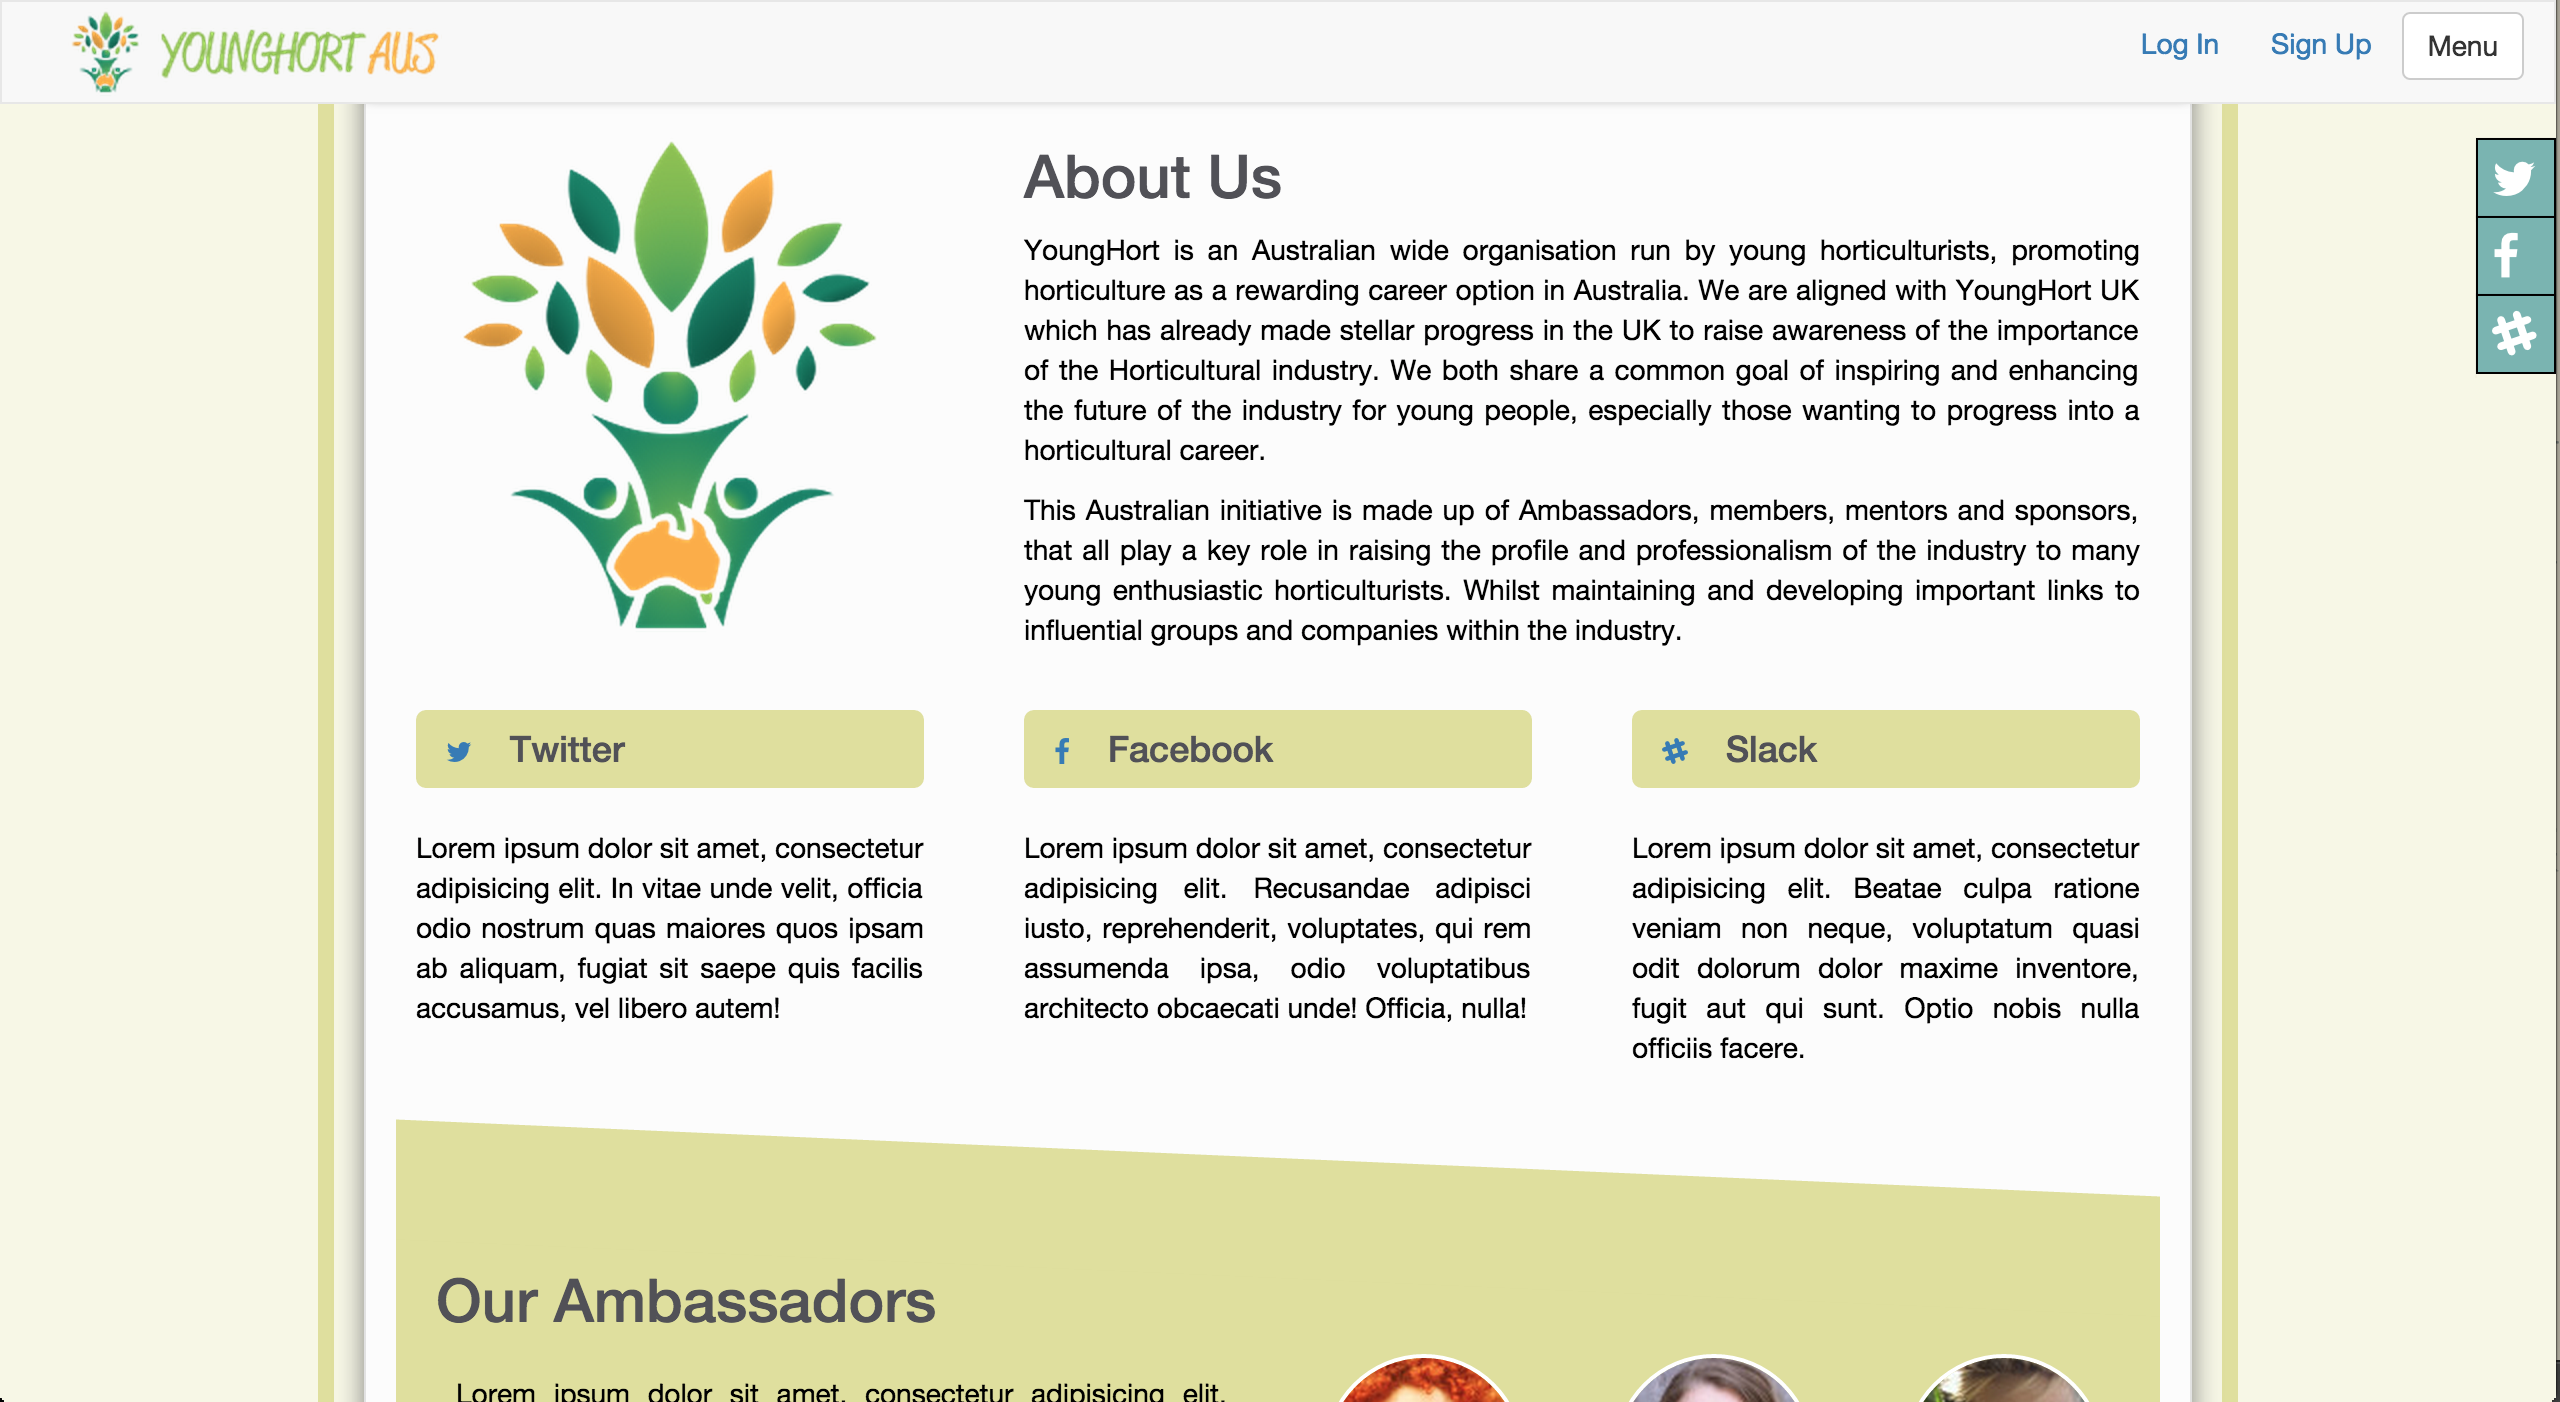 YOUNGHORT AUS
Log In
Sign Up
Menu
About Us
YoungHort is an Australian wide organisation run by young horticulturists, promoting
horticulture as a rewarding career option in Australia. We are aligned with YoungHort UK
which has already made stellar progress in the UK to raise awareness of the importance
of the Horticultural industry. We both share a common goal of inspiring and enhancing
the future of the industry for young people, especially those wanting to progress into a
horticultural career.
This Australian initiative is made up of Ambassadors, members, mentors and sponsors,
that all play a key role in raising the profile and professionalism of the industry to many
young enthusiastic horticulturists. Whilst maintaining and developing important links to
influential groups and companies within the industry.
Twitter
Lorem ipsum dolor sit amet, consectetur
adipisicing elit. In vitae unde velit, officia
odio nostrum quas maiores quos ipsam
ab aliquam, fugiat sit saepe quis facilis
accusamus, vel libero autem!
Facebook
Lorem ipsum dolor sit amet, consectetur
adipisicing elit. Recusandae adipisci
iusto, reprehenderit, voluptates, qui rem
assumenda ipsa, odio voluptatibus
architecto obcaecati unde! Officia, nulla!
Slack
Lorem ipsum dolor sit amet, consectetur
adipisicing elit. Beatae culpa ratione
veniam non neque, voluptatum quasi
odit dolorum dolor maxime inventore,
fugit aut qui sunt. Optio nobis nulla
officiis facere.
Our Ambassadors
Lorem ipsum dolor sit amet, consectetur adipisicing elit.